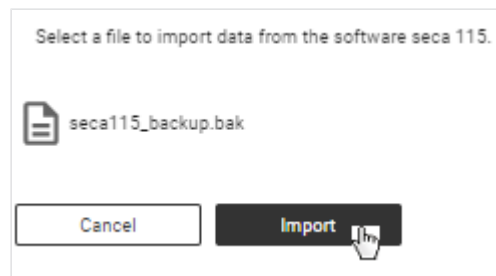 Select a file to import data from the software seca 115.
seca115_backup.bak
Cancel
Import